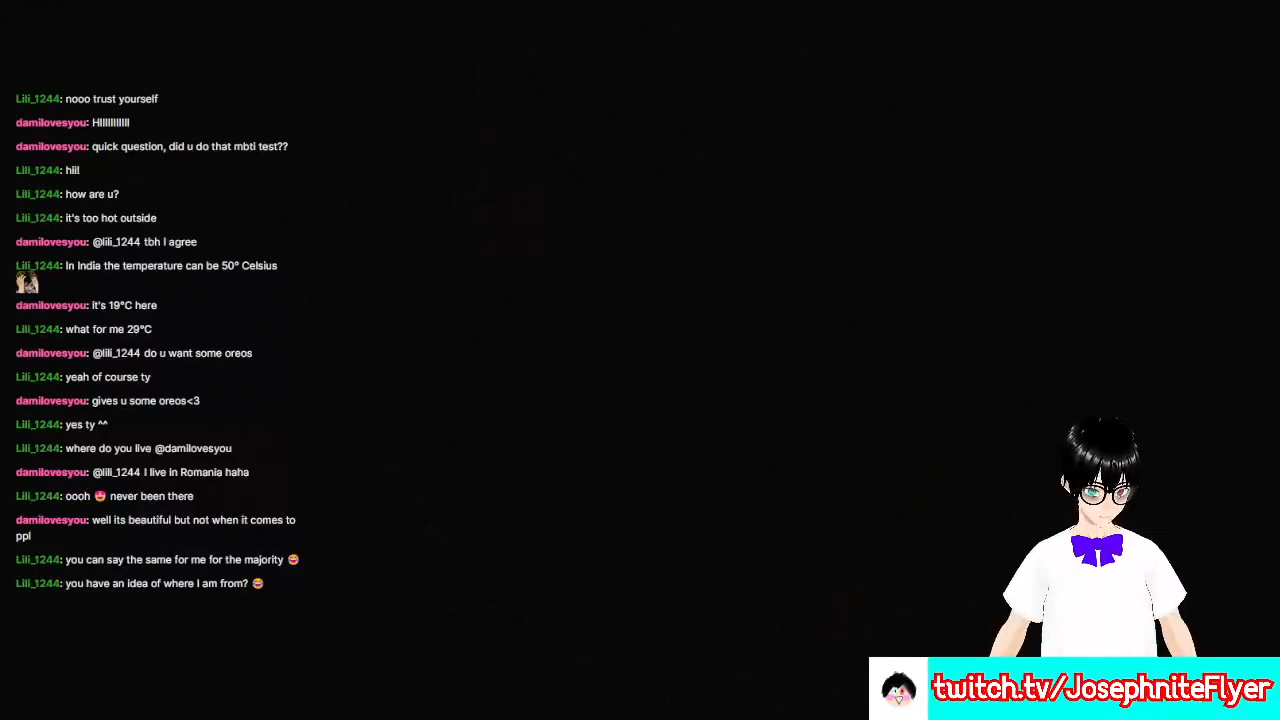 Lili_1244: nooo trust yourself
damilovesyou: HIIIIIIIIIII
damilovesyou: quick question, did u do that mbti test??
Lili_1244: hii!
Lili_1244: how are u?
Lili_1244: it's too hot outside
damilovesyou: @lili_1244 tbh I agree
Lili_1244: In India the temperature can be 50° Celsius
damilovesyou: it's 19°C here
Lili_1244: what for me 29°C
damilovesyou: @lili_1244 do u want some oreos
Lili_1244: yeah of course ty
damilovesyou: gives u some oreos<3
Lili_1244: yes ty ^^
Lili_1244: where do you live @damilovesyou
damilovesyou: @lili_1244 I live in Romania haha
Lili_1244: oooh 😍 never been there
damilovesyou: well its beautiful but not when it comes to
ppl
Lili_1244: you can say the same for me for the majority 😂
Lili_1244: you have an idea of where I am from? 😂
twitch.tv/JosephniteFlyer